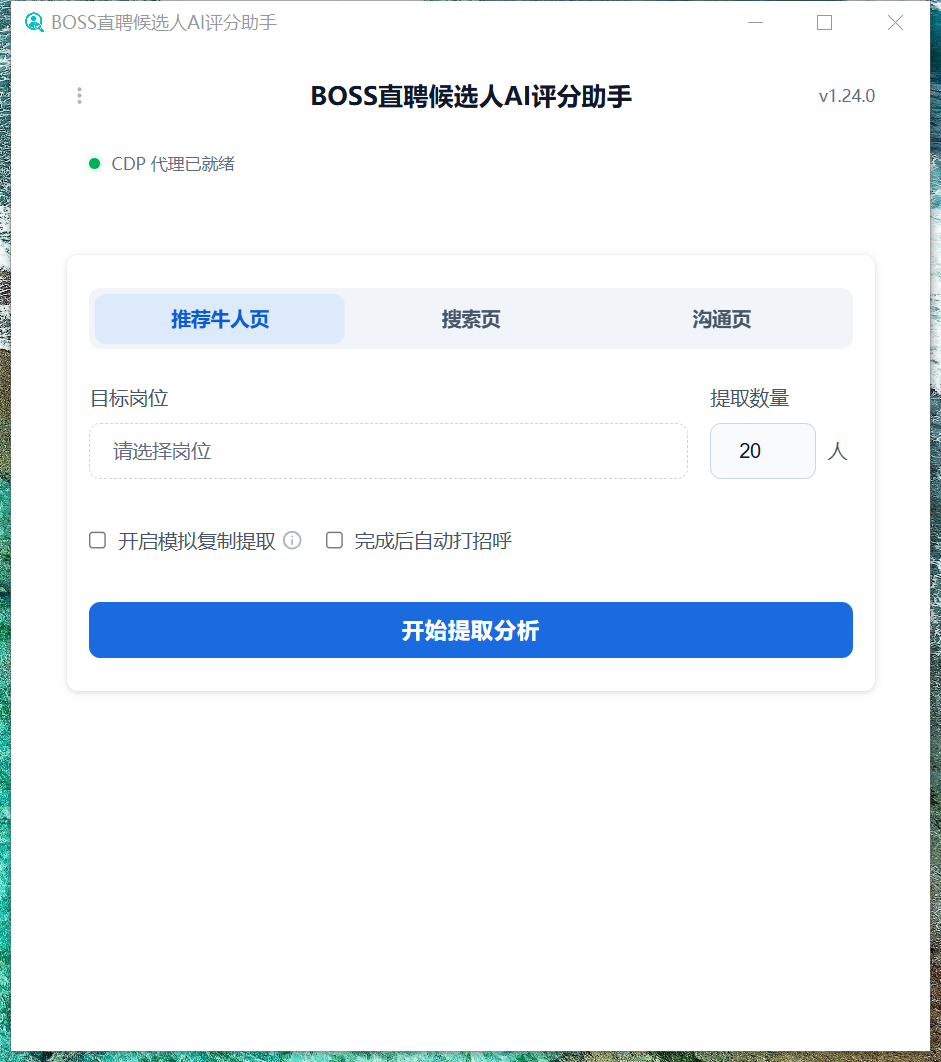 BOSS直聘候选人AI评分助手
BOSS直聘候选人AI评分助手
v1.24.0
CDP 代理已就绪
推荐牛人页
搜索页
沟通页
目标岗位
提取数量
请选择岗位
20
人
开启模拟复制提取
完成后自动打招呼
开始提取分析